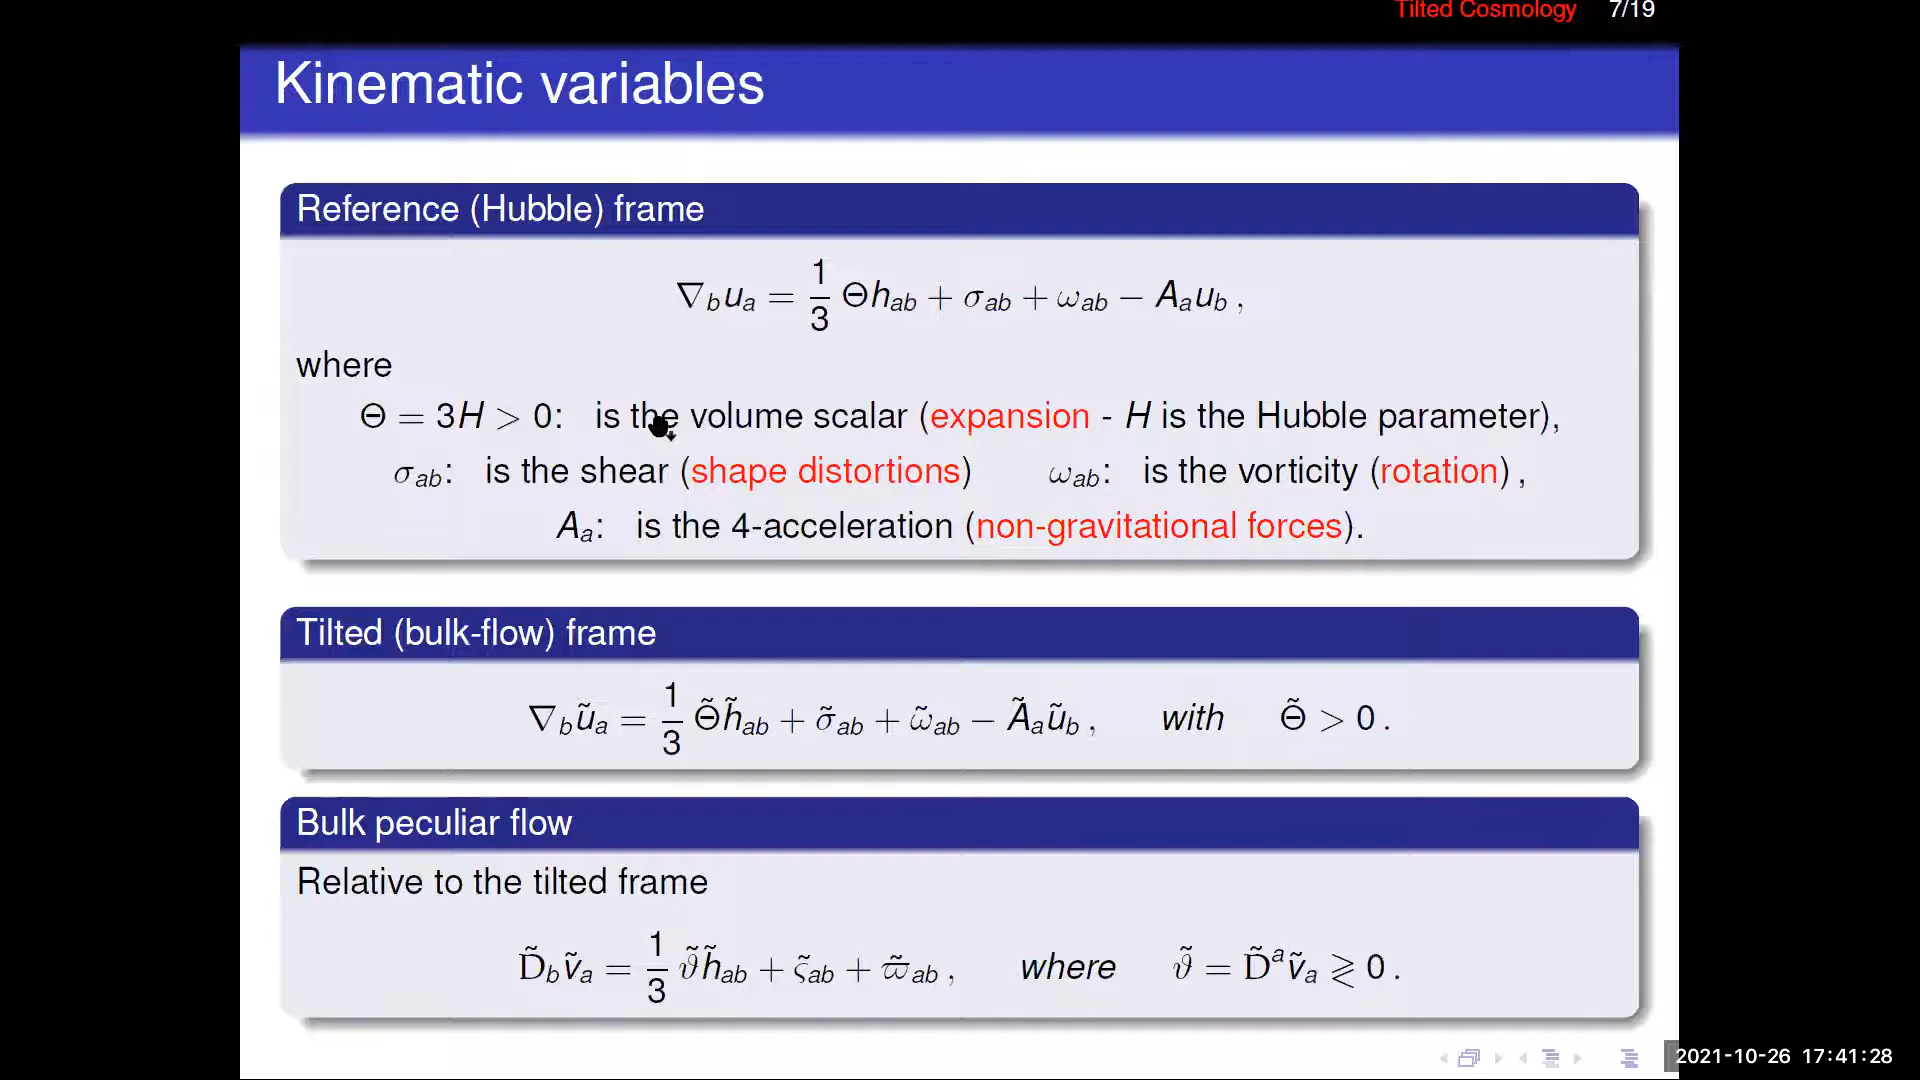 Tilted Cosmology 7/19
Kinematic variables
Reference (Hubble) frame
∇_b u_a = 1/3 Θh_ab + σ_ab + ω_ab − A_a u_b ,
where
Θ = 3H > 0: is the volume scalar (expansion - H is the Hubble parameter),
σ_ab: is the shear (shape distortions) ω_ab: is the vorticity (rotation) ,
A_a: is the 4-acceleration (non-gravitational forces).
Tilted (bulk-flow) frame
∇_b ũ_a = 1/3 Θ̃h̃_ab + σ̃_ab + ω̃_ab − Ã_a ũ_b , with Θ̃ > 0 .
Bulk peculiar flow
Relative to the tilted frame
D̃_b ṽ_a = 1/3 ϑ̃h̃_ab + ς̃_ab + ϖ̃_ab , where ϑ̃ = D̃^a ṽ_a ≷ 0 .
2021-10-26 17:41:28